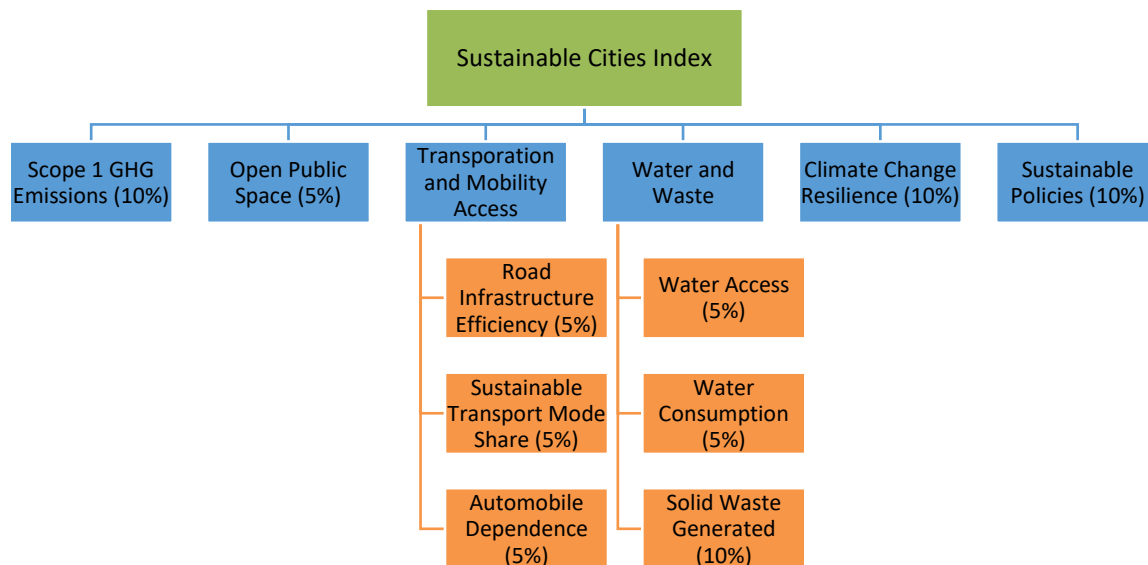 Sustainable Cities Index
Scope 1 GHG
Emissions (10%)
Open Public
Space (5%)
Transporation
and Mobility
Access
Water and
Waste
Climate Change
Resilience (10%)
Sustainable
Policies (10%)
Road
Infrastructure
Efficiency (5%)
Sustainable
Transport Mode
Share (5%)
Automobile
Dependence
(5%)
Water Access
(5%)
Water
Consumption
(5%)
Solid Waste
Generated
(10%)